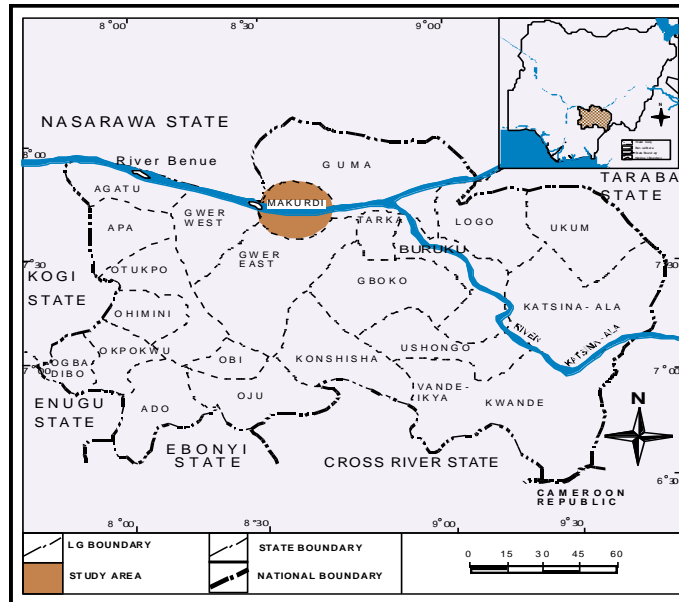 8°00
8°30
9°00
NASARAWA STATE
8°00
River Benue
GUMA
TARABA
STATE
AGATU
MAKURDI
GWER
WEST
APA
TARKA
LOGO
UKUM
BURUKU
7°30
GWER
EAST
OTUKPO
7°30
KOGI
STATE
GBOKO
OHIMINI
KATSINA-ALA
RIVER
KATSINA-ALA
OKPOKWU
OBI
KONSHISHA
USHONGO
OGBA
DIBO
7°00
7°00
VANDE-
IKYA
KWANDE
ENUGU
STATE
ADO
OJU
N
EBONYI
STATE
CROSS RIVER STATE
6°30
CAMEROON
REPUBLIC
8°00
8°30
9°00
9°30
LG BOUNDARY
STATE BOUNDARY
STUDY AREA
NATIONAL BOUNDARY
0 15 30 45 60